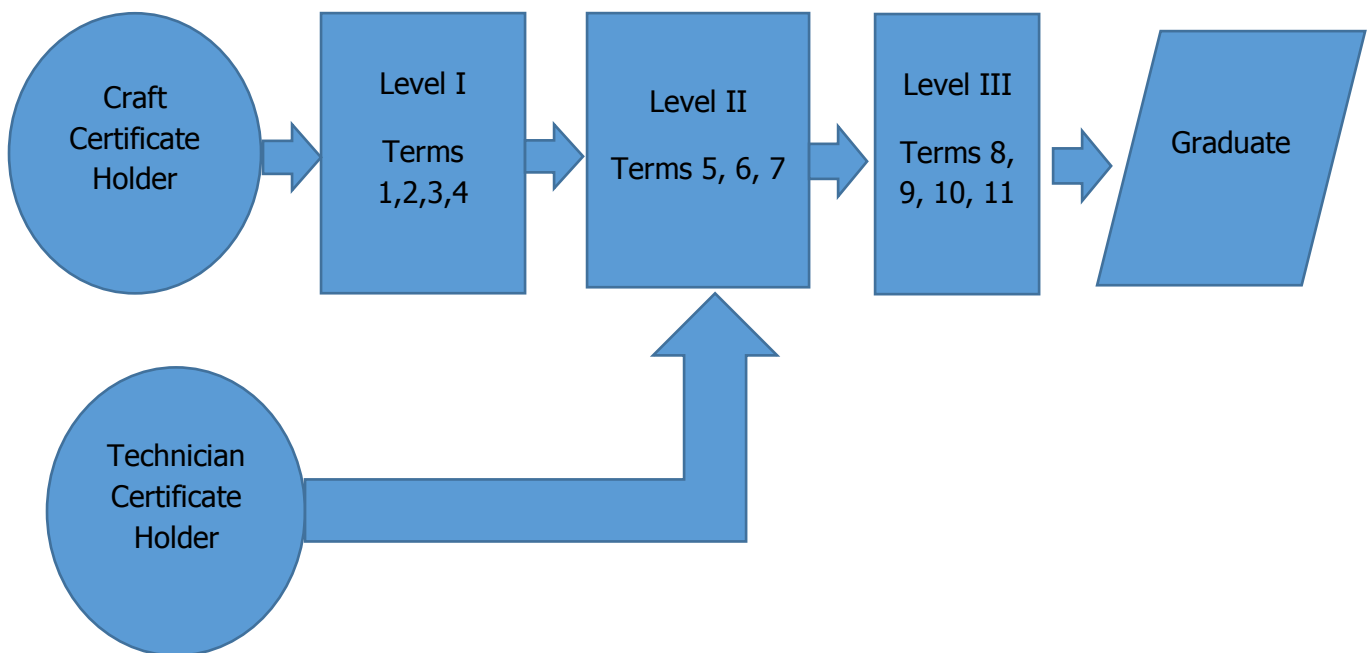 Craft
Certificate
Holder
Level I
Terms
1,2,3,4
Level II
Terms 5, 6, 7
Level III
Terms 8,
9, 10, 11
Graduate
Technician
Certificate
Holder